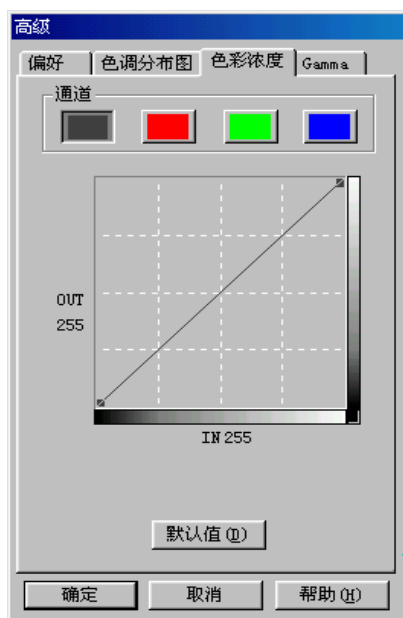 高级
偏好 色调分布图 色彩浓度 Gamma
通道
OUT
255
IN 255
默认值(D)
确定 取消 帮助(H)